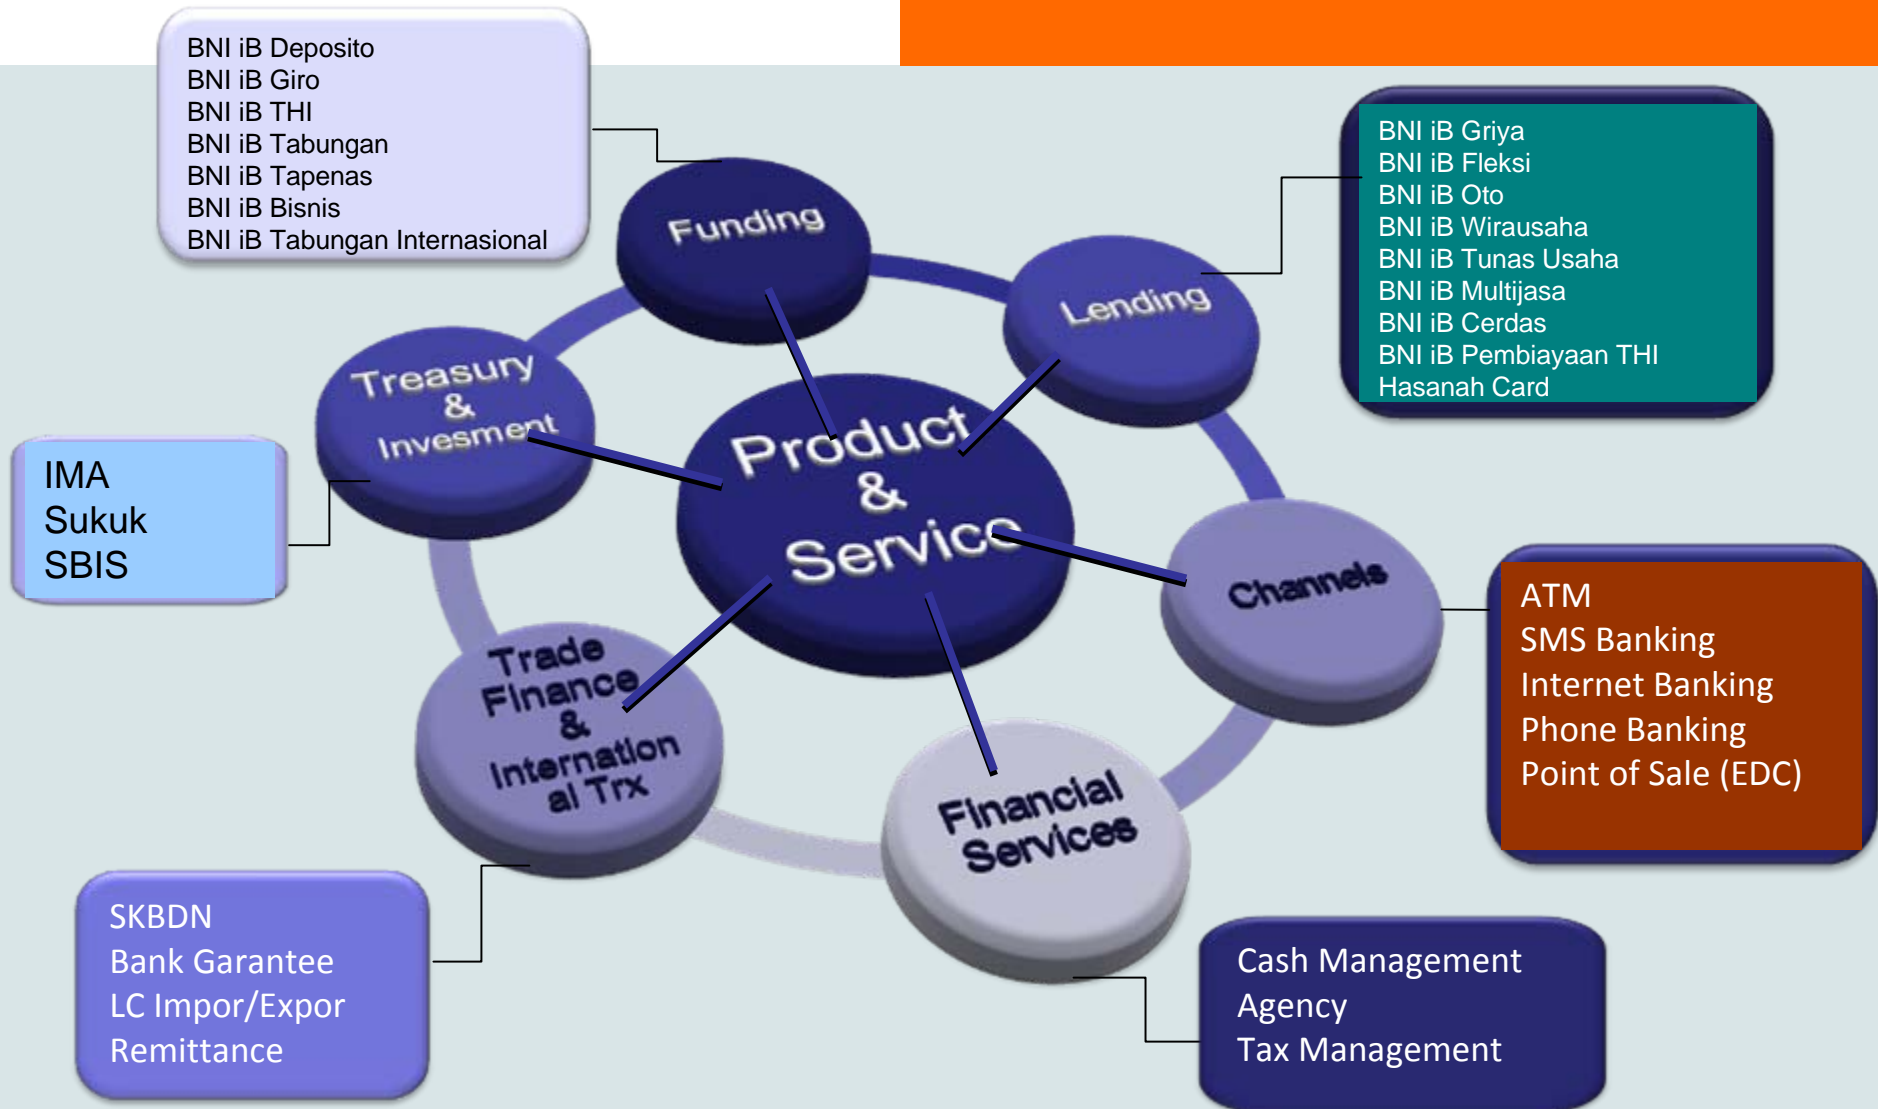 BNI iB Deposito
BNI iB Giro
BNI iB THI
BNI iB Tabungan
BNI iB Tapenas
BNI iB Bisnis
BNI iB Tabungan Internasional
Funding
BNI iB Griya
BNI iB Fleksi
BNI iB Oto
BNI iB Wirausaha
BNI iB Tunas Usaha
BNI iB Multijasa
BNI iB Cerdas
BNI iB Pembiayaan THI
Hasanah Card
Lending
Treasury
&
Invesment
IMA
Sukuk
SBIS
Product
&
Service
Channels
ATM
SMS Banking
Internet Banking
Phone Banking
Point of Sale (EDC)
Trade
Finance
&
Internation
al Trx
SKBDN
Bank Garantee
LC Impor/Expor
Remittance
Financial
Services
Cash Management
Agency
Tax Management